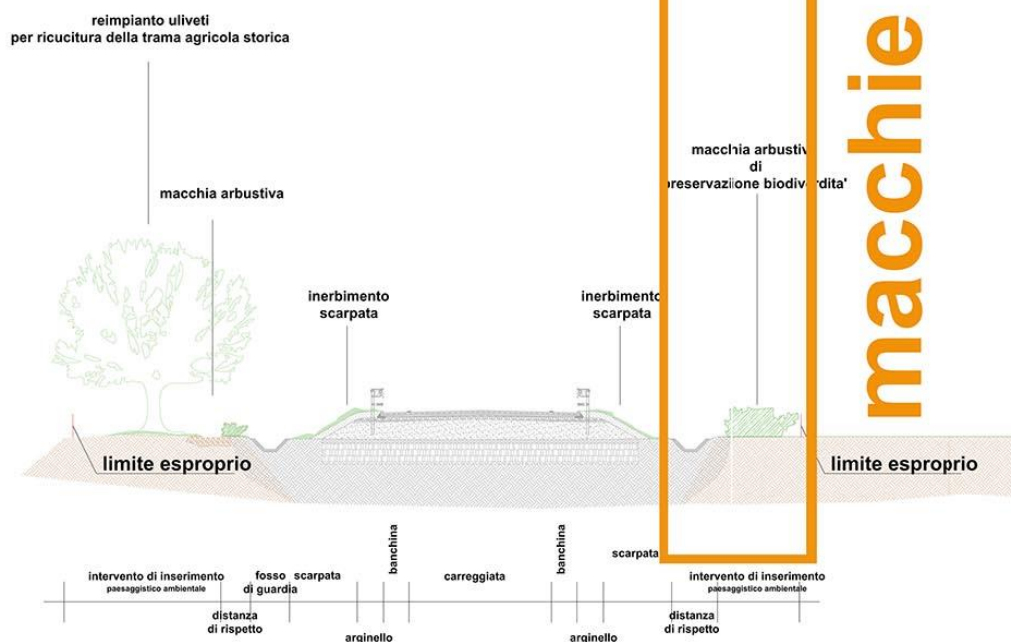 reimpianto uliveti
per ricucitura della trama agricola storica
macchia arbustiva
inerbimento
scarpata
inerbimento
scarpata
macchia arbustiv
di
preservazione biodiverdita'
macchie
limite esproprio
limite esproprio
intervento di inserimento
paesaggistico ambientale
distanza
di rispetto
fosso
di guardia
scarpata
arginello
banchina
carreggiata
banchina
arginello
scarpata
distanza
di rispetto
intervento di inserimento
paesaggistico ambientale